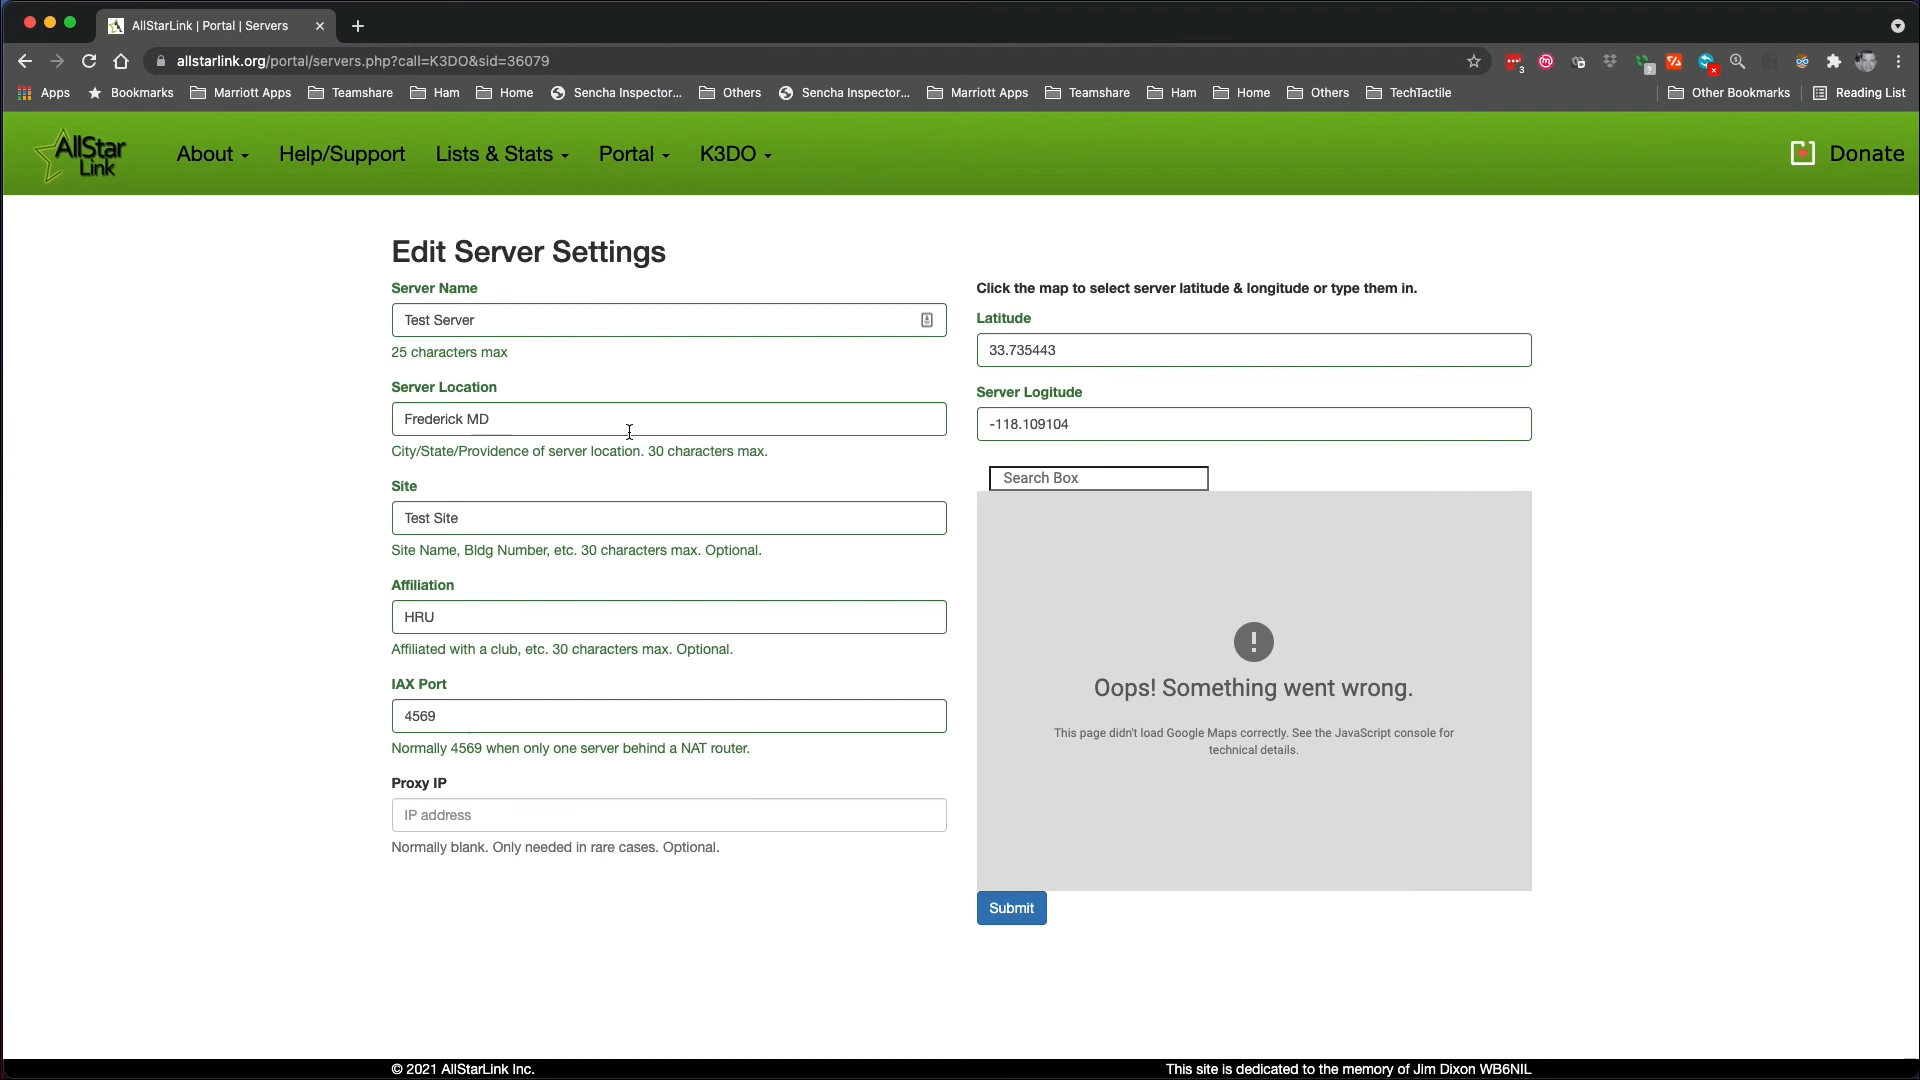 AllStarLink | Portal | Servers
allstarlink.org/portal/servers.php?call=K3DO&sid=36079
3
?
x
Apps
Bookmarks
Marriott Apps
Teamshare
Ham
Home
Sencha Inspector...
Others
Sencha Inspector...
Marriott Apps
Teamshare
Ham
Home
Others
TechTactile
Other Bookmarks
Reading List
AllStar
Link
About
Help/Support
Lists & Stats
Portal
K3DO
Donate
Edit Server Settings
Server Name
Test Server
25 characters max
Server Location
Frederick MD
City/State/Providence of server location. 30 characters max.
Site
Test Site
Site Name, Bldg Number, etc. 30 characters max. Optional.
Affiliation
HRU
Affiliated with a club, etc. 30 characters max. Optional.
IAX Port
4569
Normally 4569 when only one server behind a NAT router.
Proxy IP
IP address
Normally blank. Only needed in rare cases. Optional.
Click the map to select server latitude & longitude or type them in.
Latitude
33.735443
Server Logitude
-118.109104
Search Box
!
Oops! Something went wrong.
This page didn't load Google Maps correctly. See the JavaScript console for
technical details.
Submit
© 2021 AllStarLink Inc.
This site is dedicated to the memory of Jim Dixon WB6NIL